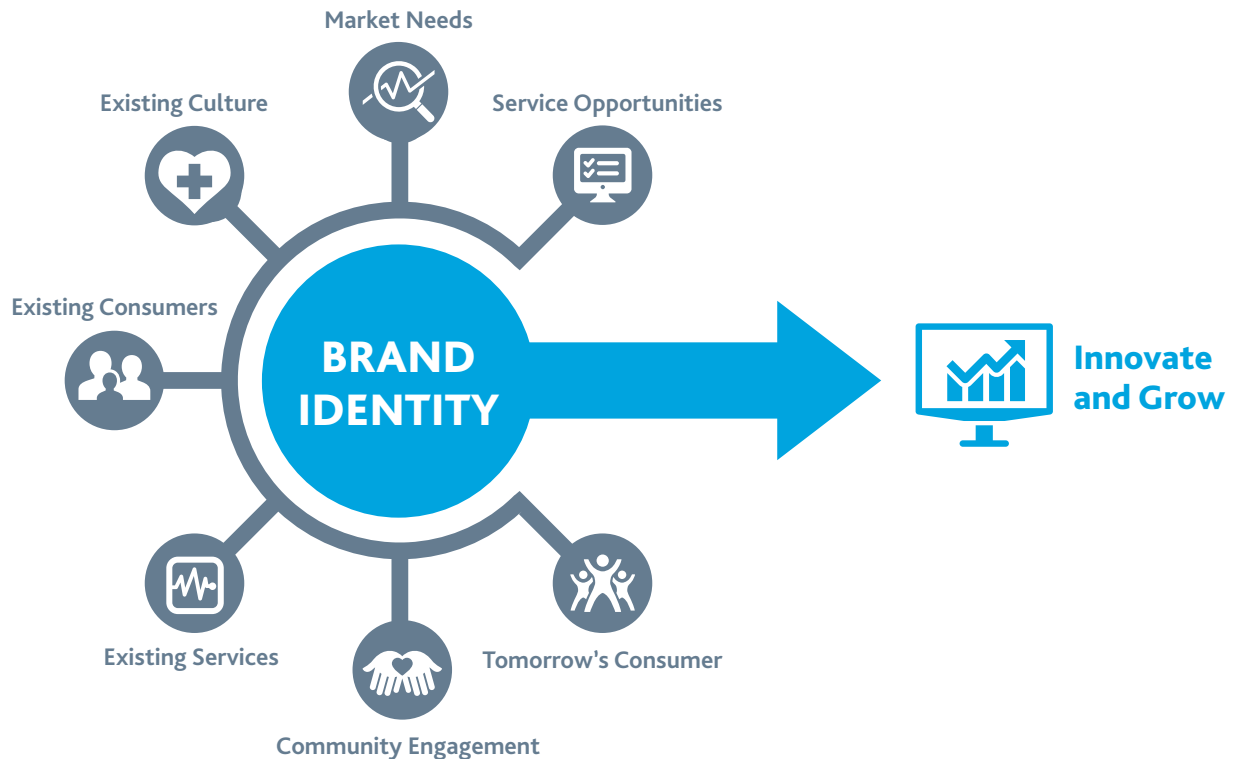 Market Needs
Existing Culture
Service Opportunities
Existing Consumers
BRAND
IDENTITY
Innovate
and Grow
Existing Services
Tomorrow's Consumer
Community Engagement